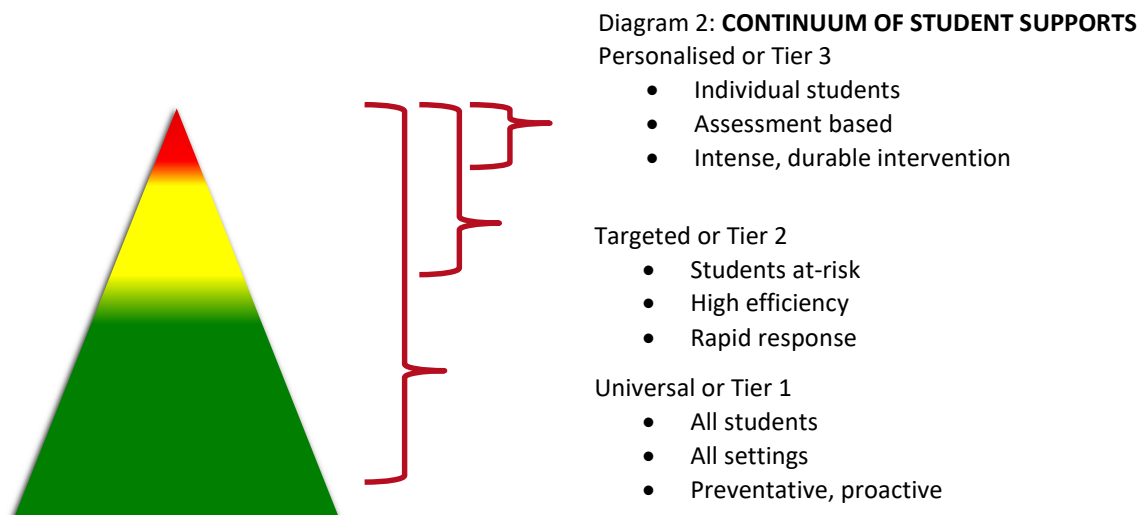 Diagram 2: CONTINUUM OF STUDENT SUPPORTS
Personalised or Tier 3
• Individual students
• Assessment based
• Intense, durable intervention
Targeted or Tier 2
• Students at-risk
• High efficiency
• Rapid response
Universal or Tier 1
• All students
• All settings
• Preventative, proactive